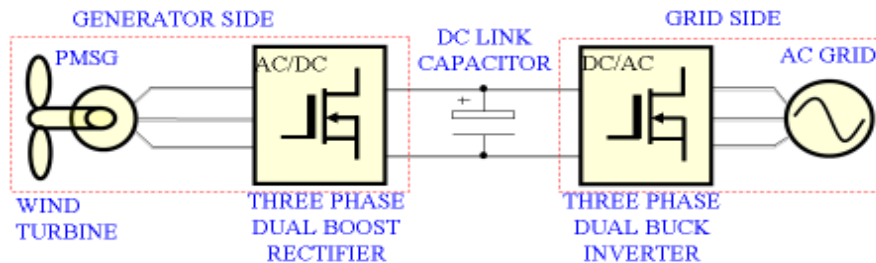 GENERATOR SIDE
GRID SIDE
PMSG
AC/DC
DC LINK
CAPACITOR
DC/AC
AC GRID
+
WIND
TURBINE
THREE PHASE
DUAL BOOST
RECTIFIER
THREE PHASE
DUAL BUCK
INVERTER